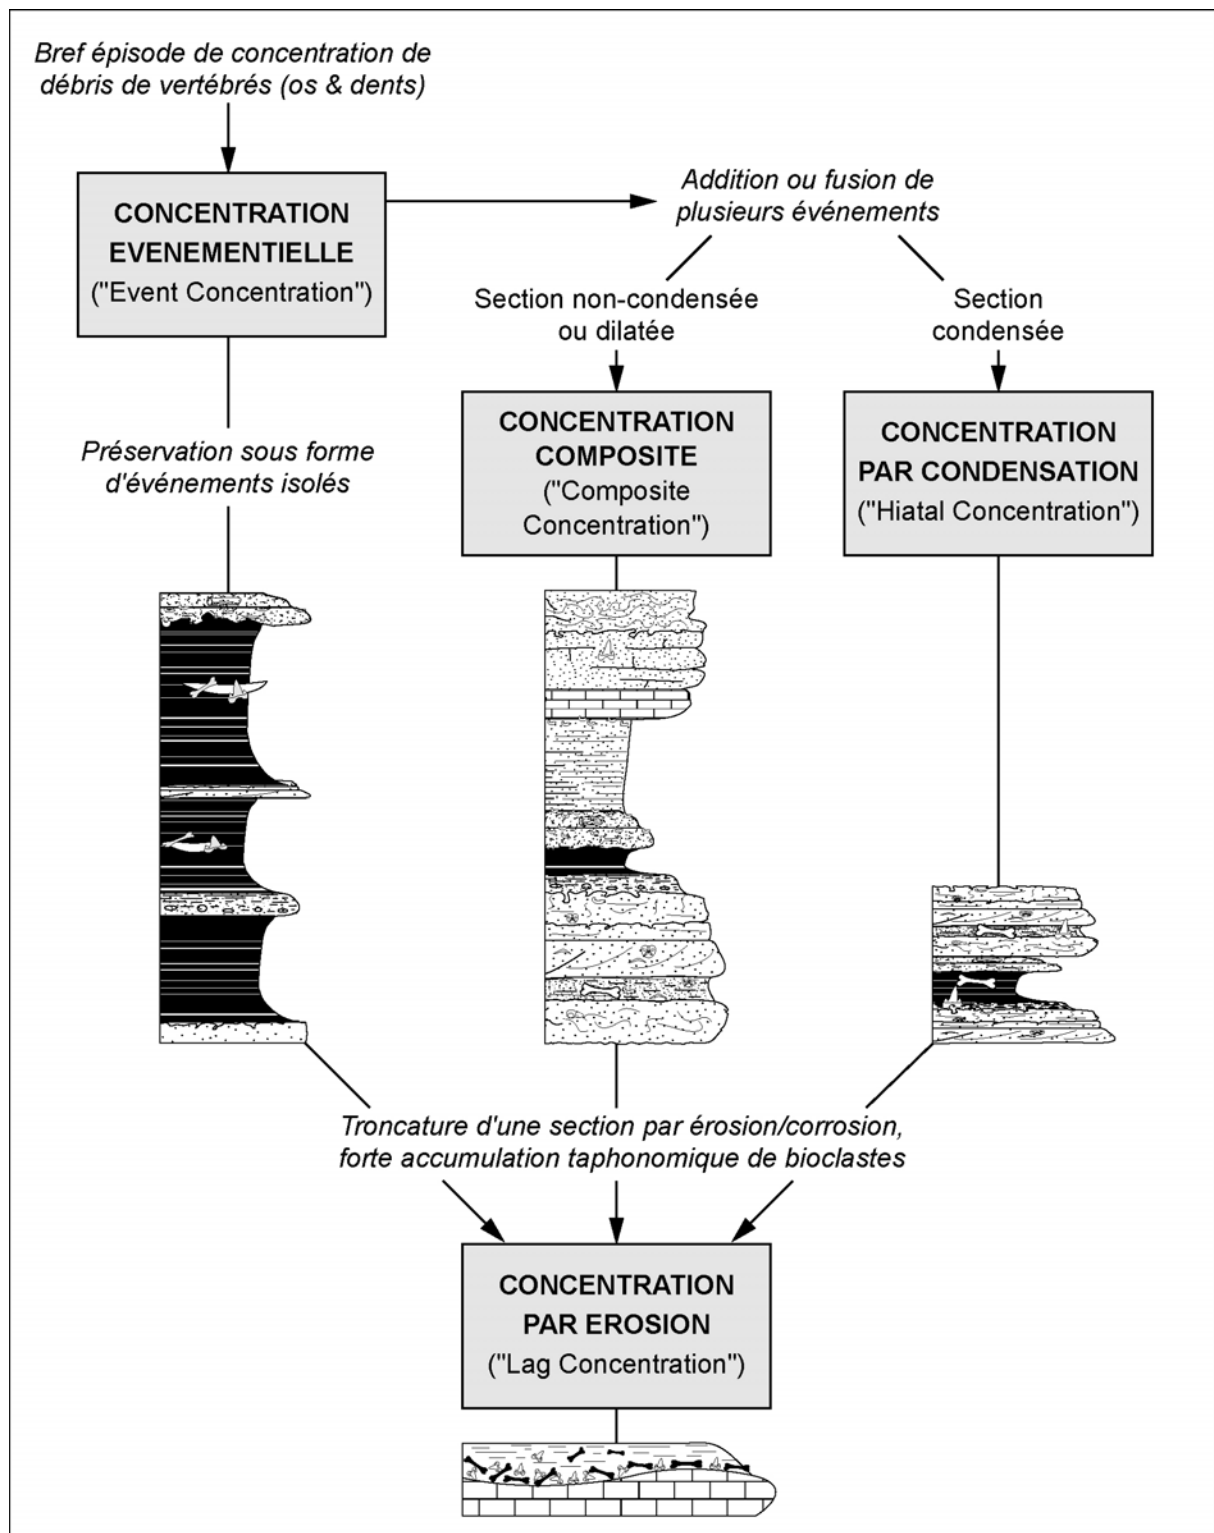 Bref épisode de concentration de
débris de vertébrés (os & dents)
CONCENTRATION
EVENEMENTIELLE
("Event Concentration")
Addition ou fusion de
plusieurs événements
Section non-condensée
ou dilatée
Section
condensée
CONCENTRATION
COMPOSITE
("Composite
Concentration")
CONCENTRATION
PAR CONDENSATION
("Hiatal Concentration")
Préservation sous forme
d'événements isolés
Troncature d'une section par érosion/corrosion,
forte accumulation taphonomique de bioclastes
CONCENTRATION
PAR EROSION
("Lag Concentration")